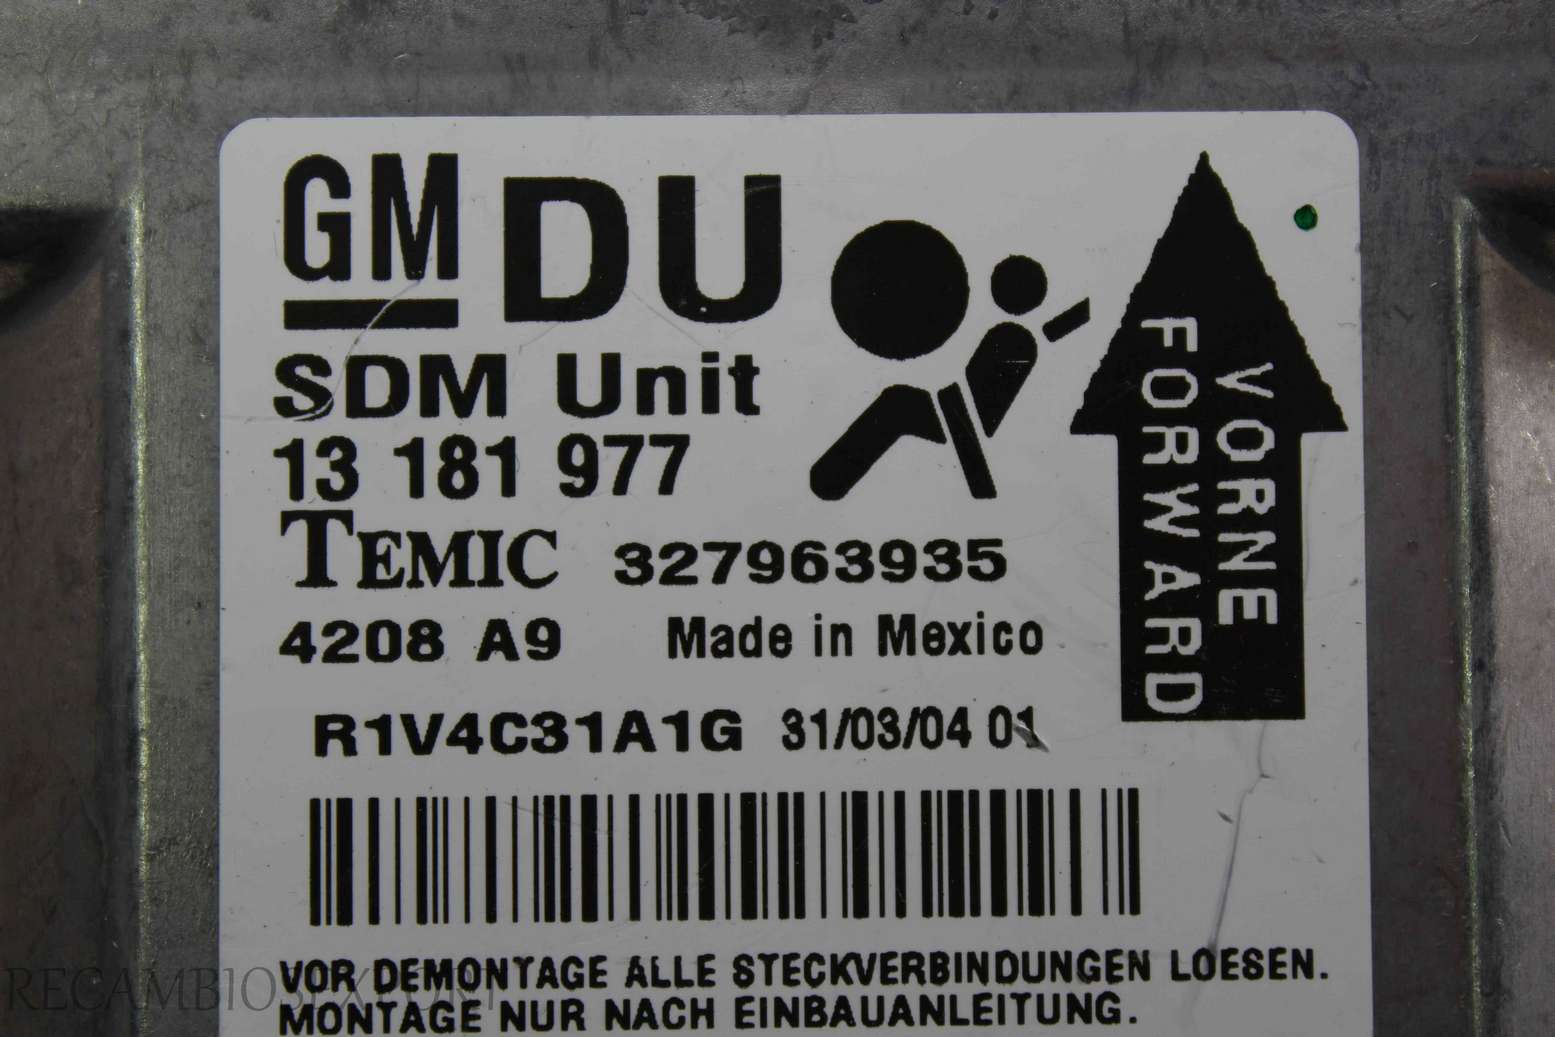 GM DU
SDM Unit
13 181 977
TEMIC 327963935
4208 A9 Made in Mexico
R1V4C31A1G 31/03/04 01
VORNE
FORWARD
VOR DEMONTAGE ALLE STECKVERBINDUNGEN LOESEN.
MONTAGE NUR NACH EINBAUANLEITUNG.
RECAMBIOSEXPORT